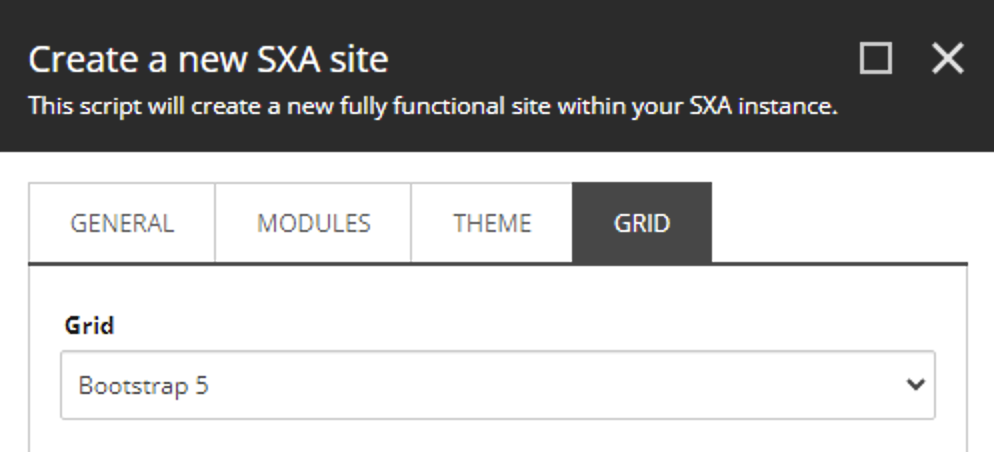 Create a new SXA site
This script will create a new fully functional site within your SXA instance.
GENERAL MODULES THEME GRID
Grid
Bootstrap 5